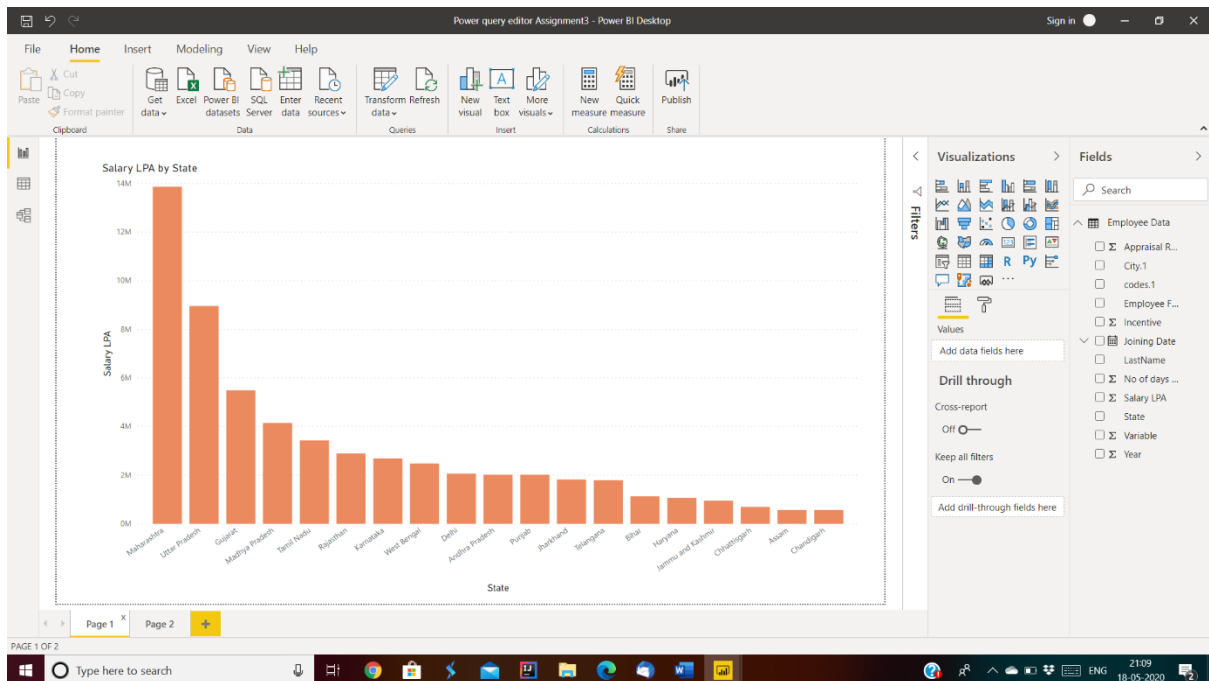 Power query editor Assignment3 - Power BI Desktop
Sign in
File Home Insert Modeling View Help
Paste
Cut
Copy
Format painter
Clipboard
Get data
Excel
Power BI datasets
SQL Server
Enter data
Recent sources
Data
Transform data
Refresh
Queries
New visual
Text box
More visuals
Insert
New measure
Quick measure
Calculations
Publish
Share
Salary LPA by State
14M
12M
10M
8M
6M
4M
2M
0M
Salary LPA
Maharashtra
Uttar Pradesh
Gujarat
Madhya Pradesh
Tamil Nadu
Rajasthan
Karnataka
West Bengal
Delhi
Andhra Pradesh
Punjab
Jharkhand
Telangana
Bihar
Haryana
Jammu and Kashmir
Chhattisgarh
Assam
Chandigarh
State
Filters
Visualizations
R Py
Values
Add data fields here
Drill through
Cross-report
Off
Keep all filters
On
Add drill-through fields here
Fields
Search
Employee Data
Appraisal R...
City.1
codes.1
Employee F...
Incentive
Joining Date
LastName
No of days ...
Salary LPA
State
Variable
Year
Page 1 x
Page 2
+
PAGE 1 OF 2
Type here to search
ENG
21:09
18-05-2020